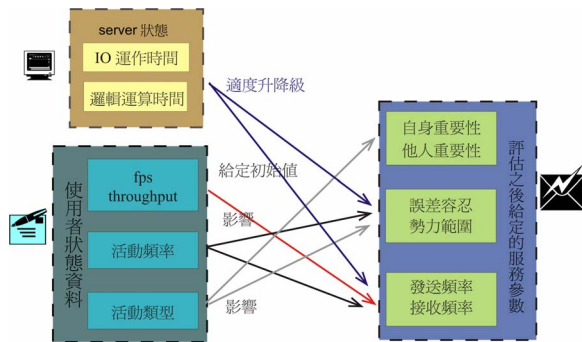 server 狀態
IO 運作時間
邏輯運算時間
適度升降級
使用者狀態資料
fps
throughput
活動頻率
活動類型
給定初始值
影響
影響
自身重要性
他人重要性
誤差容忍
勢力範圍
發送頻率
接收頻率
評估之後給定的服務參數